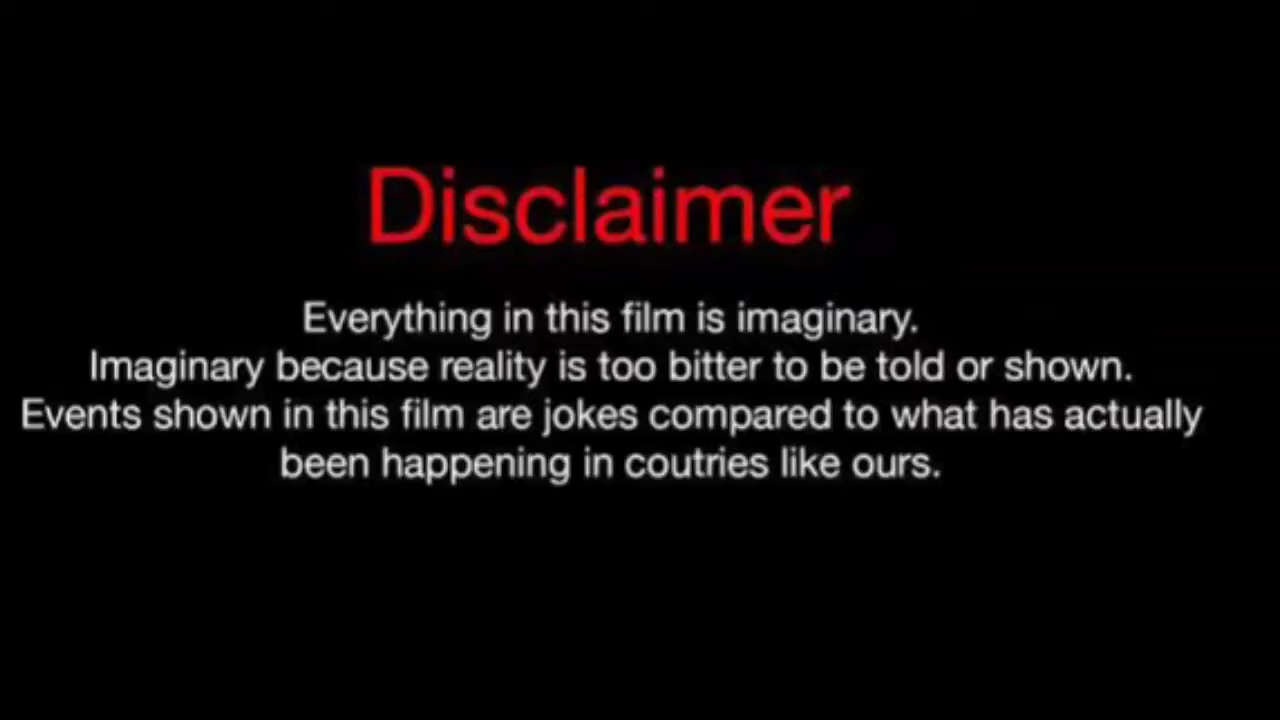 Disclaimer
Everything in this film is imaginary.
Imaginary because reality is too bitter to be told or shown.
Events shown in this film are jokes compared to what has actually
been happening in coutries like ours.